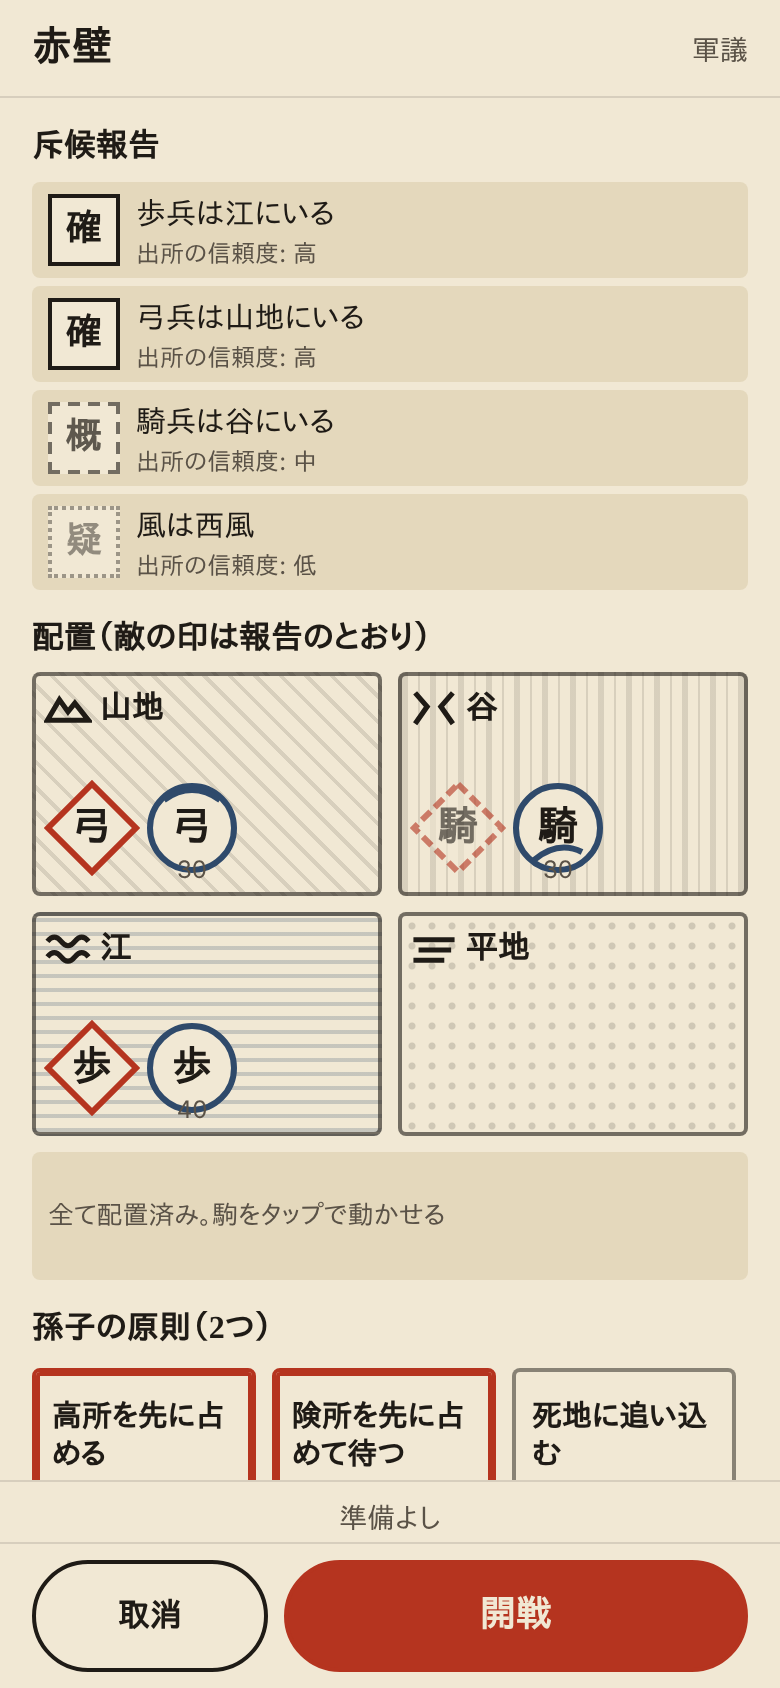 赤壁
軍議
斥候報告
確
歩兵は江にいる
出所の信頼度: 高
確
弓兵は山地にいる
出所の信頼度: 高
概
騎兵は谷にいる
出所の信頼度: 中
疑
風は西風
出所の信頼度: 低
配置（敵の印は報告のとおり）
山地
弓
弓
30
谷
騎
騎
30
江
歩
歩
40
平地
全て配置済み。駒をタップで動かせる
孫子の原則（2つ）
高所を先に占
める
険所を先に占
めて待つ
死地に追い込
む
準備よし
取消
開戦